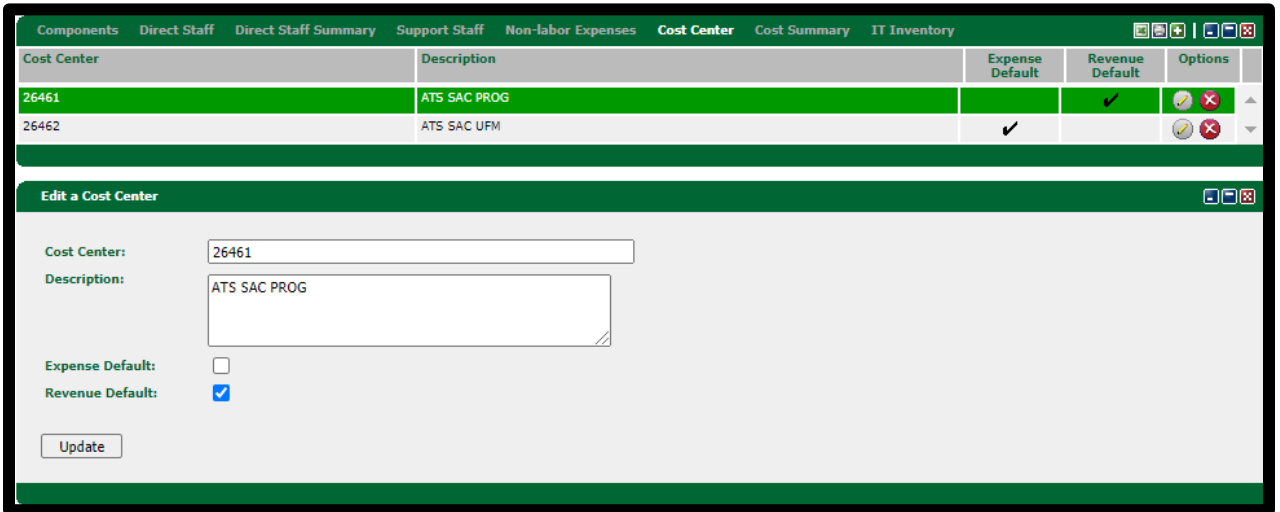 Components Direct Staff Direct Staff Summary Support Staff Non-labor Expenses Cost Center Cost Summary IT Inventory
Cost Center Description Expense Default Revenue Default Options
26461 ATS SAC PROG
26462 ATS SAC UFM
Edit a Cost Center
Cost Center: 26461
Description: ATS SAC PROG
Expense Default:
Revenue Default:
Update